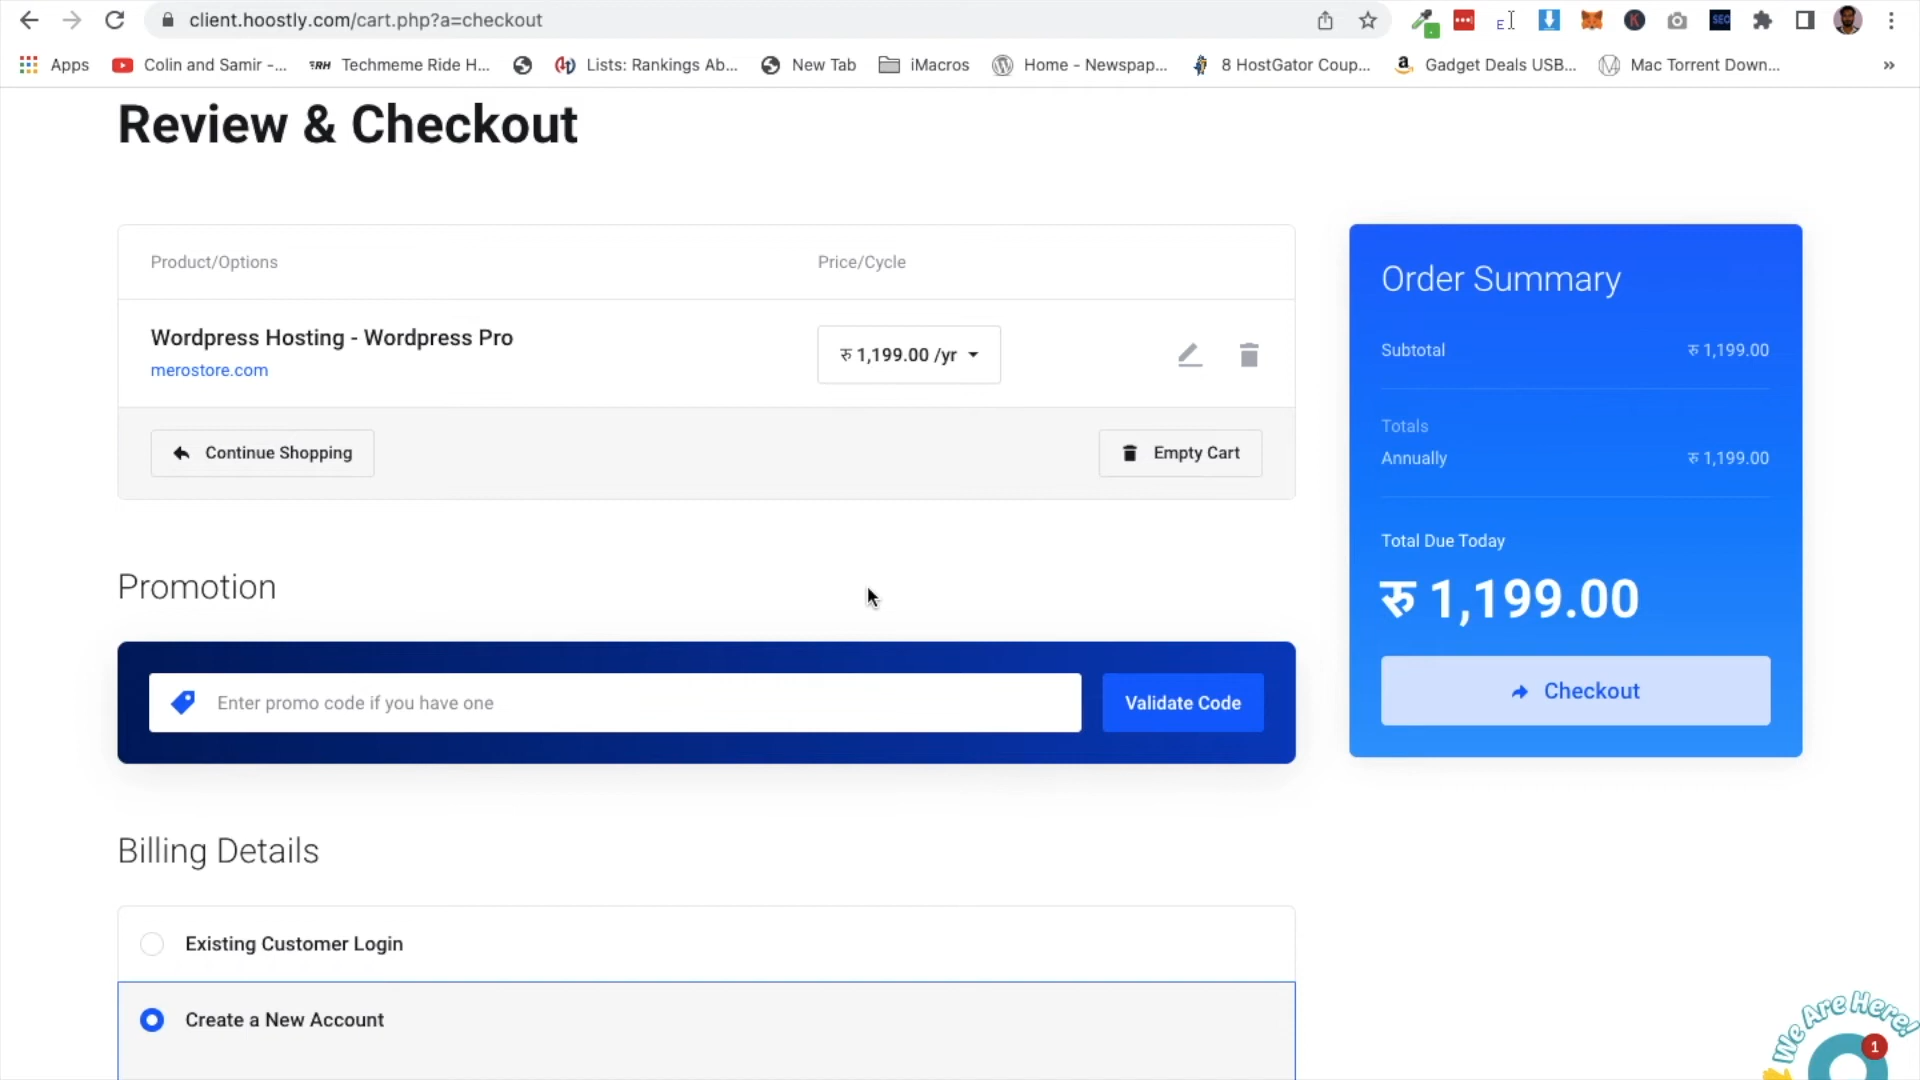 client.hoostly.com/cart.php?a=checkout
SEO
Apps
Colin and Samir -...
RH Techmeme Ride H...
Lists: Rankings Ab...
New Tab
iMacros
Home - Newspap...
8 HostGator Coup...
Gadget Deals USB...
Mac Torrent Down...
»
Review & Checkout
Product/Options
Price/Cycle
Wordpress Hosting - Wordpress Pro
merostore.com
रु 1,199.00 /yr
Continue Shopping
Empty Cart
Order Summary
Subtotal
रु 1,199.00
Totals
Annually
रु 1,199.00
Total Due Today
रु 1,199.00
Checkout
Promotion
Enter promo code if you have one
Validate Code
Billing Details
Existing Customer Login
Create a New Account
We Are Here!
1